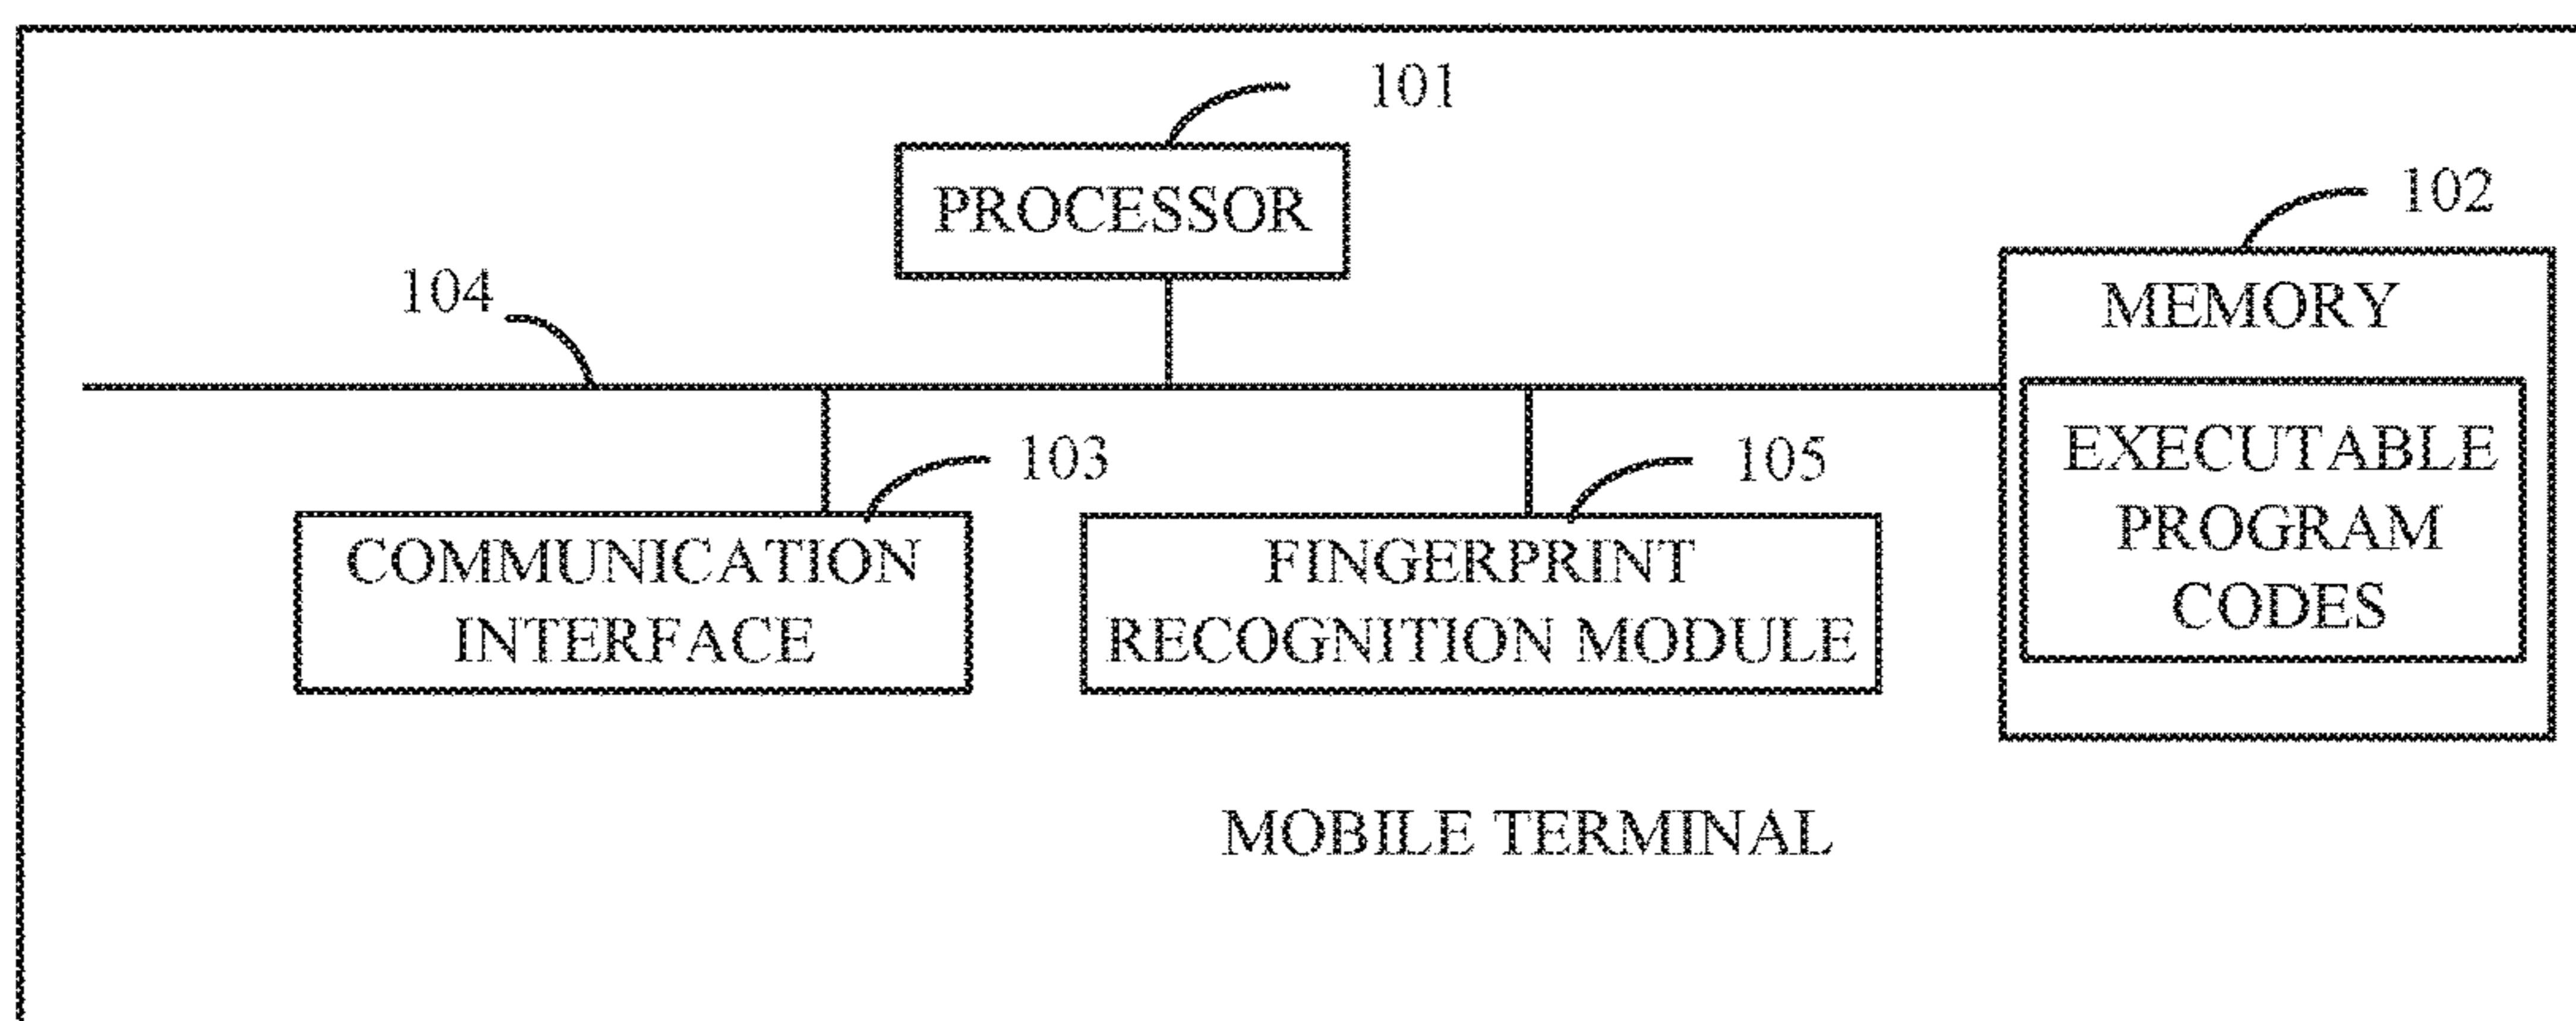 101
PROCESSOR
102
104
MEMORY
103
105
EXECUTABLE
PROGRAM
CODES
COMMUNICATION
INTERFACE
FINGERPRINT
RECOGNITION MODULE
MOBILE TERMINAL